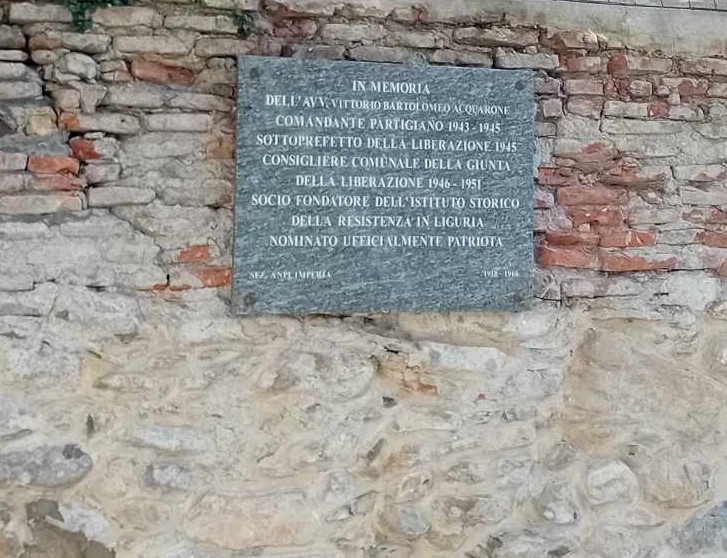 IN MEMORIA
DELL'AVV. VITTORIO BARTOLOMEO ACQUARONE
COMANDANTE PARTIGIANO 1943 - 1945
SOTTOPREFETTO DELLA LIBERAZIONE 1945
CONSIGLIERE COMUNALE DELLA GIUNTA
DELLA LIBERAZIONE 1946 - 1951
SOCIO FONDATORE DELL'ISTITUTO STORICO
DELLA RESISTENZA IN LIGURIA
NOMINATO UFFICIALMENTE PATRIOTA
SEZ. ANPI IMPERIA